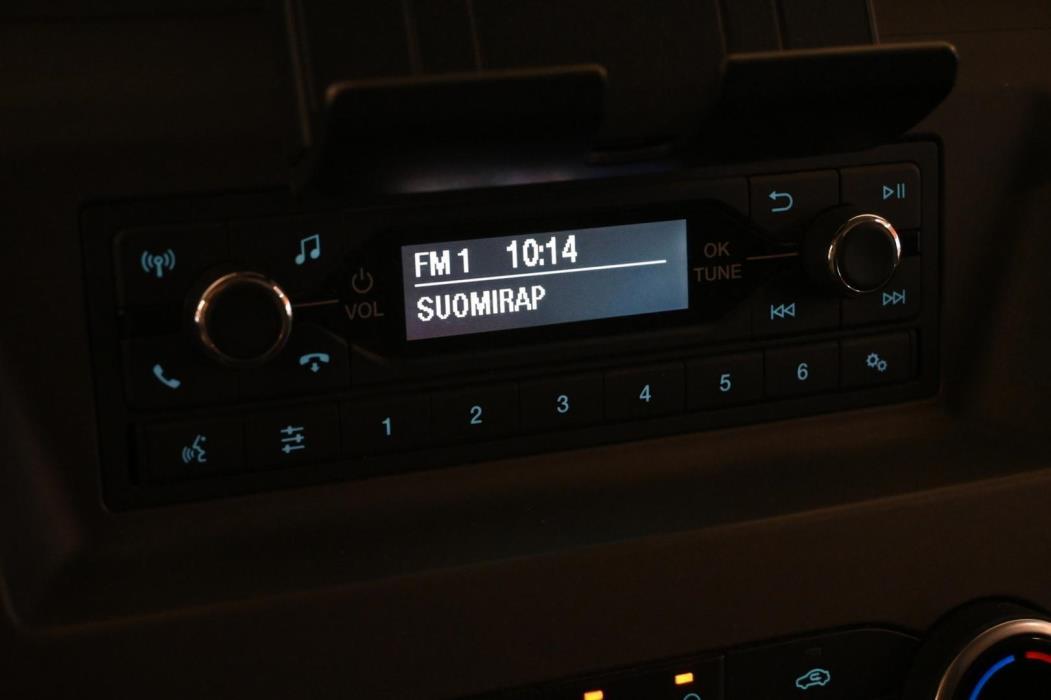 FM 1 10:14
SUOMIRAP
VOL
OK
TUNE
1 2 3 4 5 6